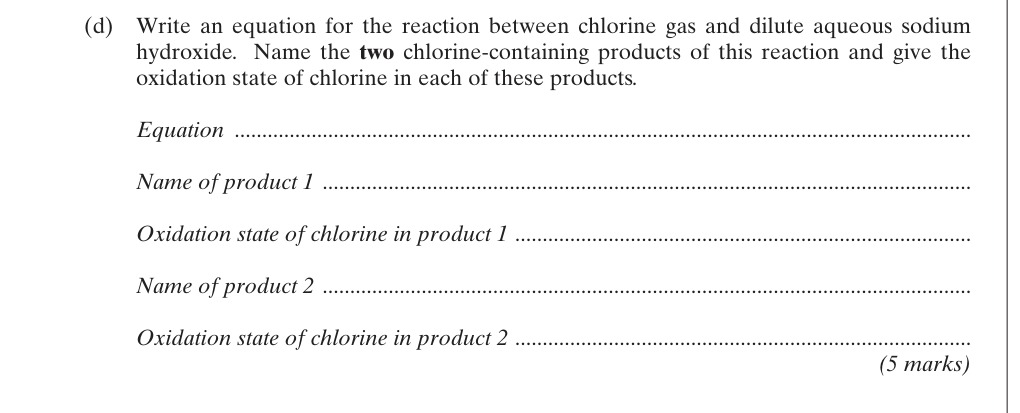 (d) Write an equation for the reaction between chlorine gas and dilute aqueous sodium
hydroxide. Name the two chlorine-containing products of this reaction and give the
oxidation state of chlorine in each of these products.
Equation ..........................................................................................................................................
Name of product 1 .........................................................................................................................
Oxidation state of chlorine in product 1 .....................................................................................
Name of product 2 .........................................................................................................................
Oxidation state of chlorine in product 2 .....................................................................................
(5 marks)